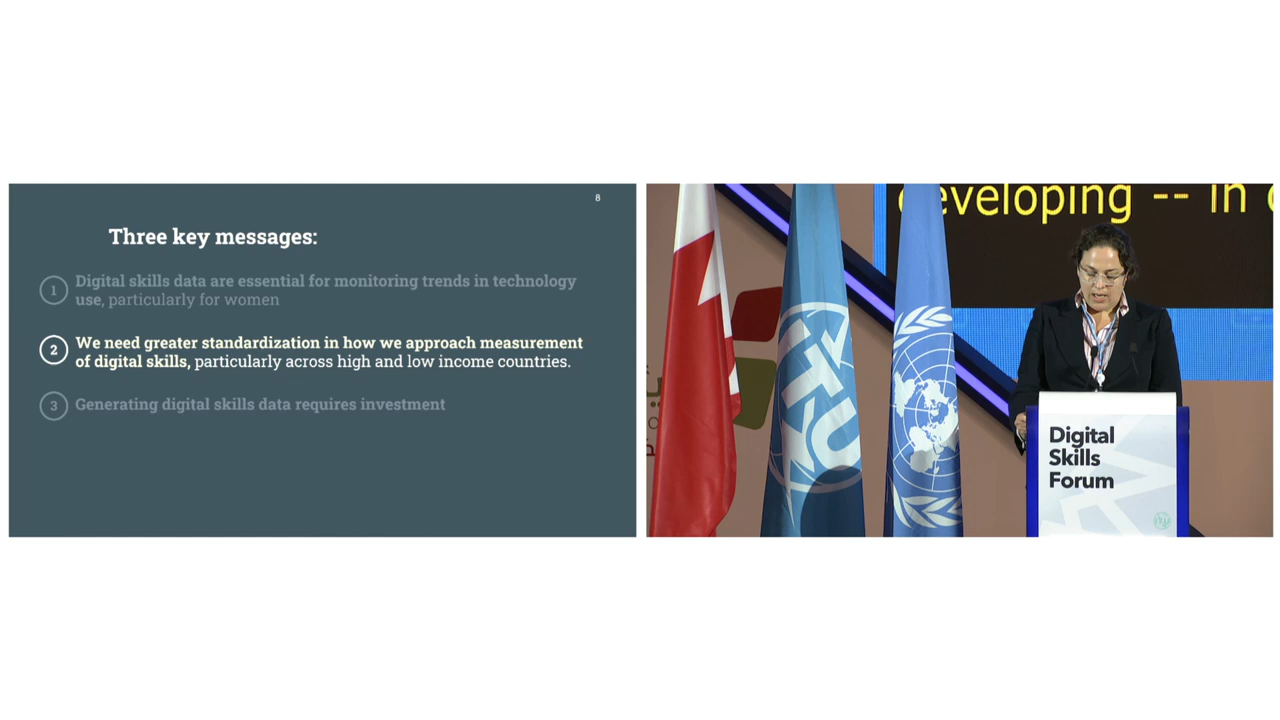 8
Three key messages:
1 Digital skills data are essential for monitoring trends in technology
use, particularly for women
2 We need greater standardization in how we approach measurement
of digital skills, particularly across high and low income countries.
3 Generating digital skills data requires investment
developing -- in
ITU
Digital
Skills
Forum